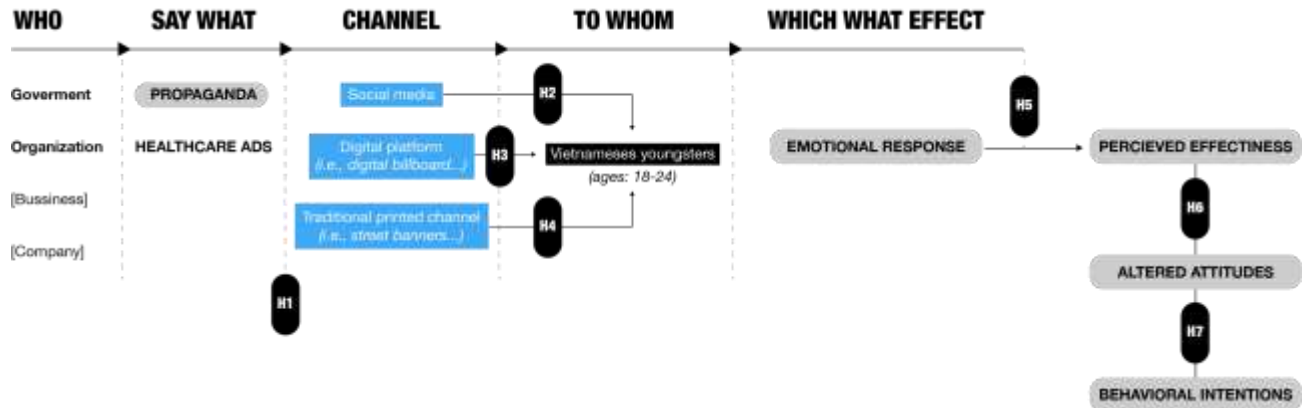 WHO
SAY WHAT
CHANNEL
TO WHOM
WHICH WHAT EFFECT
Goverment
PROPAGANDA
Social media
H2
H5
Organization
HEALTHCARE ADS
Digital platform
(i.e., digital billboard...)
H3
Vietnameses youngsters
(ages: 18-24)
EMOTIONAL RESPONSE
PERCIEVED EFFECTINESS
[Bussiness]
Traditional printed channel
(i.e., street banners...)
H4
H6
[Company]
ALTERED ATTITUDES
H1
H7
BEHAVIORAL INTENTIONS